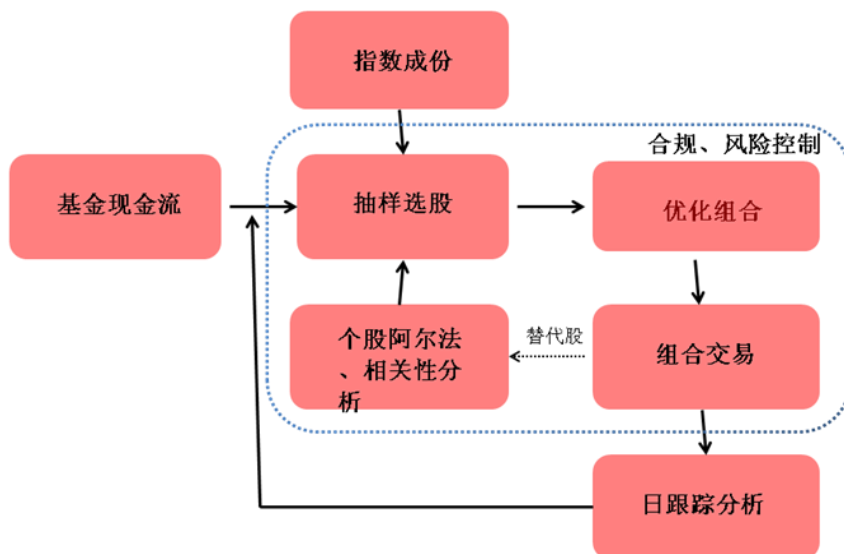 指数成份
合规、风险控制
基金现金流
抽样选股
优化组合
个股阿尔法
、相关性分
析
替代股
组合交易
日跟踪分析